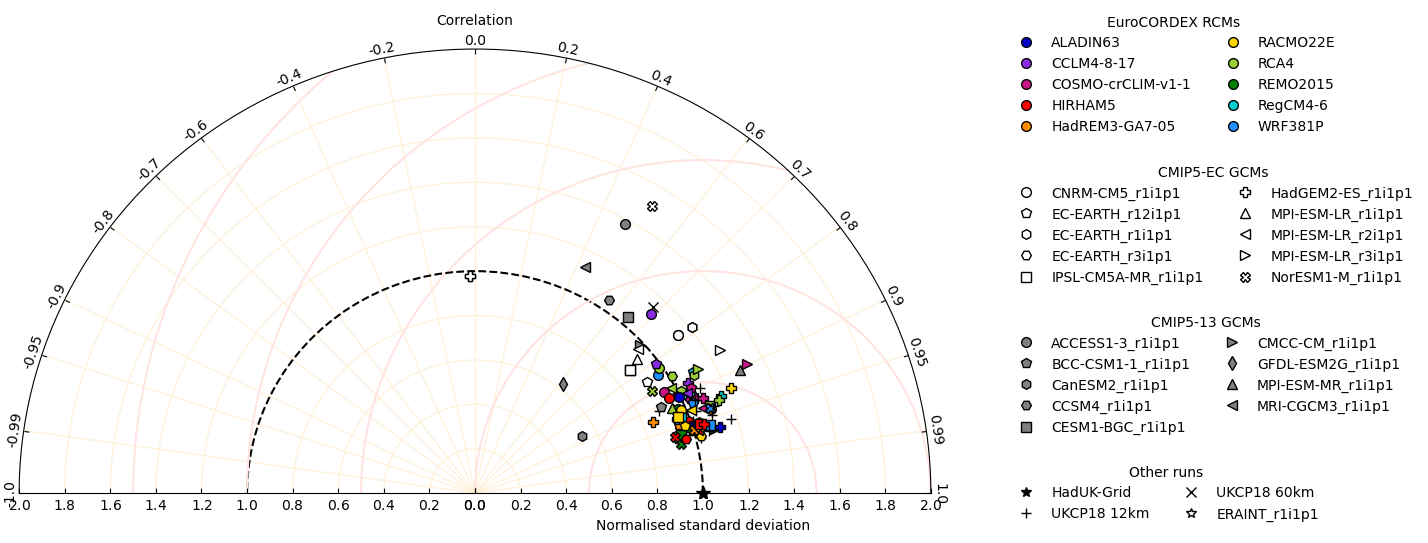 Correlation
0.0
-0.2
0.2
-0.4
0.4
-0.6
0.6
-0.7
0.7
-0.8
0.8
-0.9
0.9
-0.95
0.95
-0.99
0.99
-1.0
1.0
2.0 1.8 1.6 1.4 1.2 1.0 0.8 0.6 0.4 0.2 0.0 0.2 0.4 0.6 0.8 1.0 1.2 1.4 1.6 1.8 2.0
Normalised standard deviation
EuroCORDEX RCMs
ALADIN63
CCLM4-8-17
COSMO-crCLIM-v1-1
HIRHAM5
HadREM3-GA7-05
RACMO22E
RCA4
REMO2015
RegCM4-6
WRF381P
CMIP5-EC GCMs
CNRM-CM5_r1i1p1
EC-EARTH_r12i1p1
EC-EARTH_r1i1p1
EC-EARTH_r3i1p1
IPSL-CM5A-MR_r1i1p1
HadGEM2-ES_r1i1p1
MPI-ESM-LR_r1i1p1
MPI-ESM-LR_r2i1p1
MPI-ESM-LR_r3i1p1
NorESM1-M_r1i1p1
CMIP5-13 GCMs
ACCESS1-3_r1i1p1
BCC-CSM1-1_r1i1p1
CanESM2_r1i1p1
CCSM4_r1i1p1
CESM1-BGC_r1i1p1
CMCC-CM_r1i1p1
GFDL-ESM2G_r1i1p1
MPI-ESM-MR_r1i1p1
MRI-CGCM3_r1i1p1
Other runs
HadUK-Grid
UKCP18 12km
UKCP18 60km
ERAINT_r1i1p1